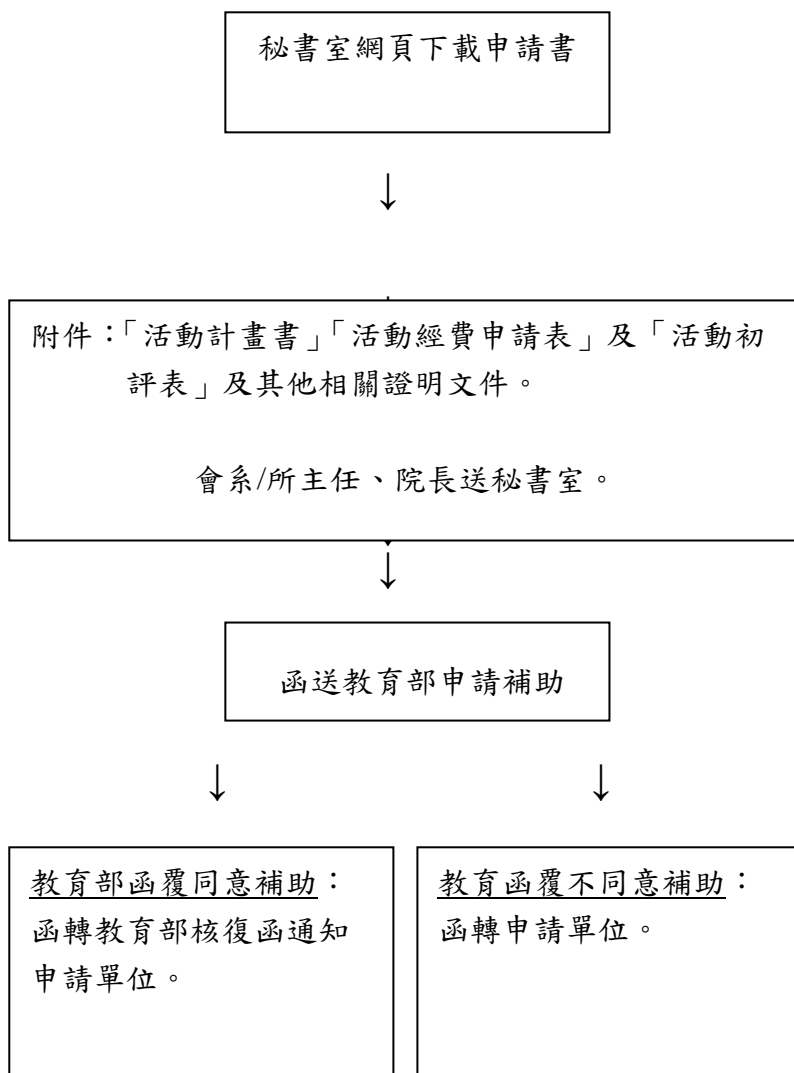 秘書室網頁下載申請書
↓
附件：「活動計畫書」「活動經費申請表」及「活動初
評表」及其他相關證明文件。
會系/所主任、院長送秘書室。
↓
函送教育部申請補助
↓ ↓
教育部函覆同意補助：
函轉教育部核復函通知
申請單位。
教育函覆不同意補助：
函轉申請單位。